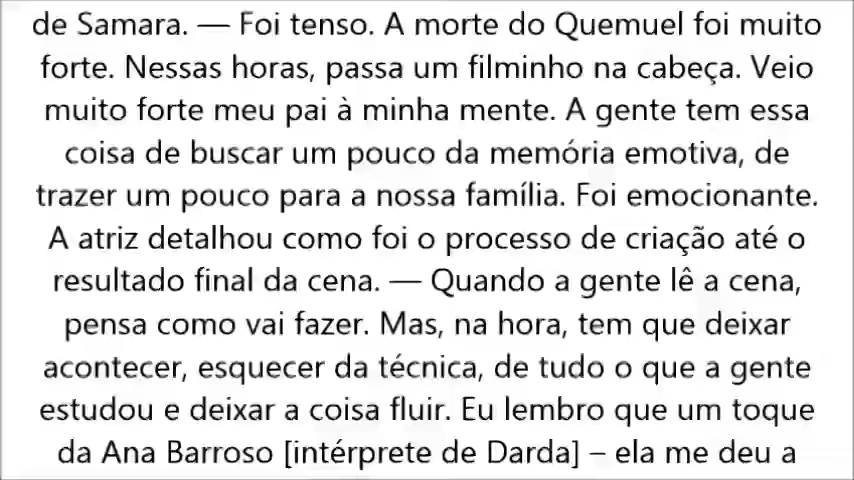 de Samara. — Foi tenso. A morte do Quemuel foi muito
forte. Nessas horas, passa um filminho na cabeça. Veio
muito forte meu pai à minha mente. A gente tem essa
coisa de buscar um pouco da memória emotiva, de
trazer um pouco para a nossa família. Foi emocionante.
A atriz detalhou como foi o processo de criação até o
resultado final da cena. — Quando a gente lê a cena,
pensa como vai fazer. Mas, na hora, tem que deixar
acontecer, esquecer da técnica, de tudo o que a gente
estudou e deixar a coisa fluir. Eu lembro que um toque
da Ana Barroso [intérprete de Darda] – ela me deu a